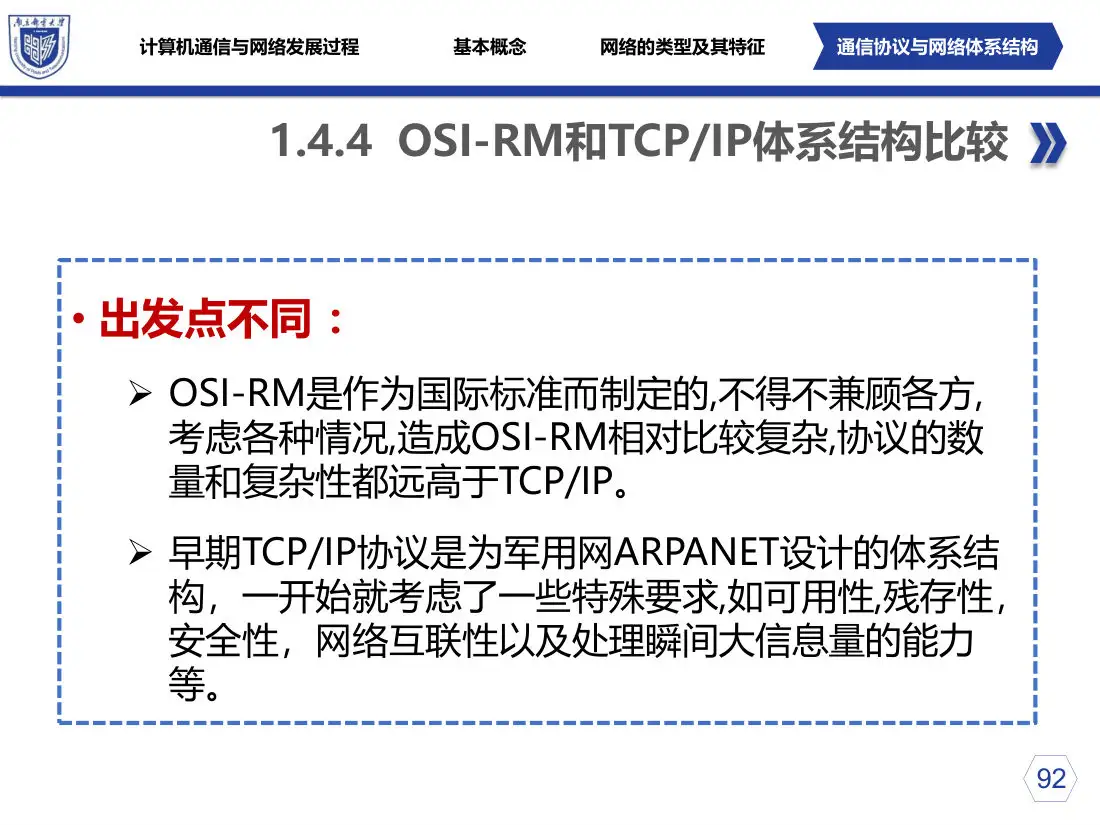 南京邮电大学
计算机通信与网络发展过程
基本概念
网络的类型及其特征
通信协议与网络体系结构
1.4.4 OSI-RM和TCP/IP体系结构比较
• 出发点不同：
➢ OSI-RM是作为国际标准而制定的,不得不兼顾各方,
考虑各种情况,造成OSI-RM相对比较复杂,协议的数
量和复杂性都远高于TCP/IP。
➢ 早期TCP/IP协议是为军用网ARPANET设计的体系结
构，一开始就考虑了一些特殊要求,如可用性,残存性,
安全性，网络互联性以及处理瞬间大信息量的能力
等。
92